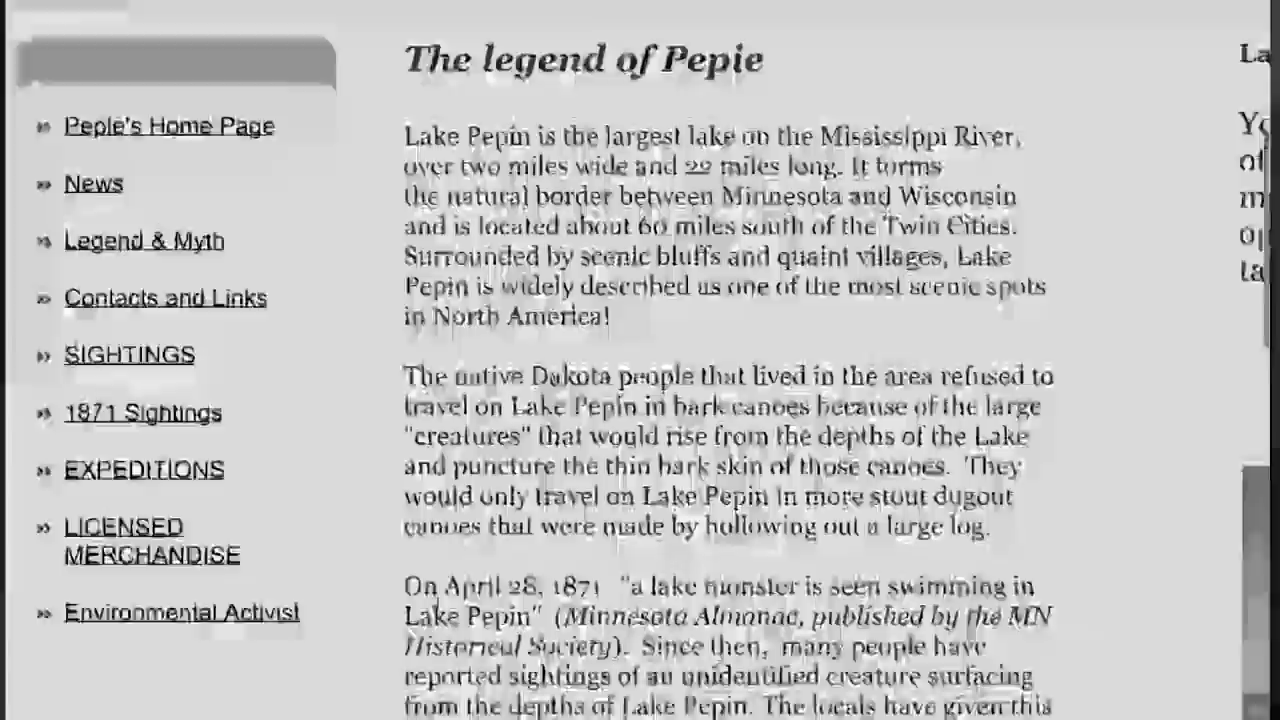 Pepie's Home Page
News
Legend & Myth
Contacts and Links
SIGHTINGS
1871 Sightings
EXPEDITIONS
LICENSED
MERCHANDISE
Environmental Activist
The legend of Pepie
Lake Pepin is the largest lake on the Mississippi River,
over two miles wide and 22 miles long. It forms
the natural border between Minnesota and Wisconsin
and is located about 60 miles south of the Twin Cities.
Surrounded by scenic bluffs and quaint villages, Lake
Pepin is widely described as one of the most scenic spots
in North America!
The native Dakota people that lived in the area refused to
travel on Lake Pepin in bark canoes because of the large
"creatures" that would rise from the depths of the Lake
and puncture the thin bark skin of those canoes. They
would only travel on Lake Pepin in more stout dugout
canoes that were made by hollowing out a large log.
On April 28, 1871 "a lake monster is seen swimming in
Lake Pepin" (Minnesota Almanac, published by the MN
Historical Society). Since then, many people have
reported sightings of an unidentified creature surfacing
from the depths of Lake Pepin. The locals have given this
La
of